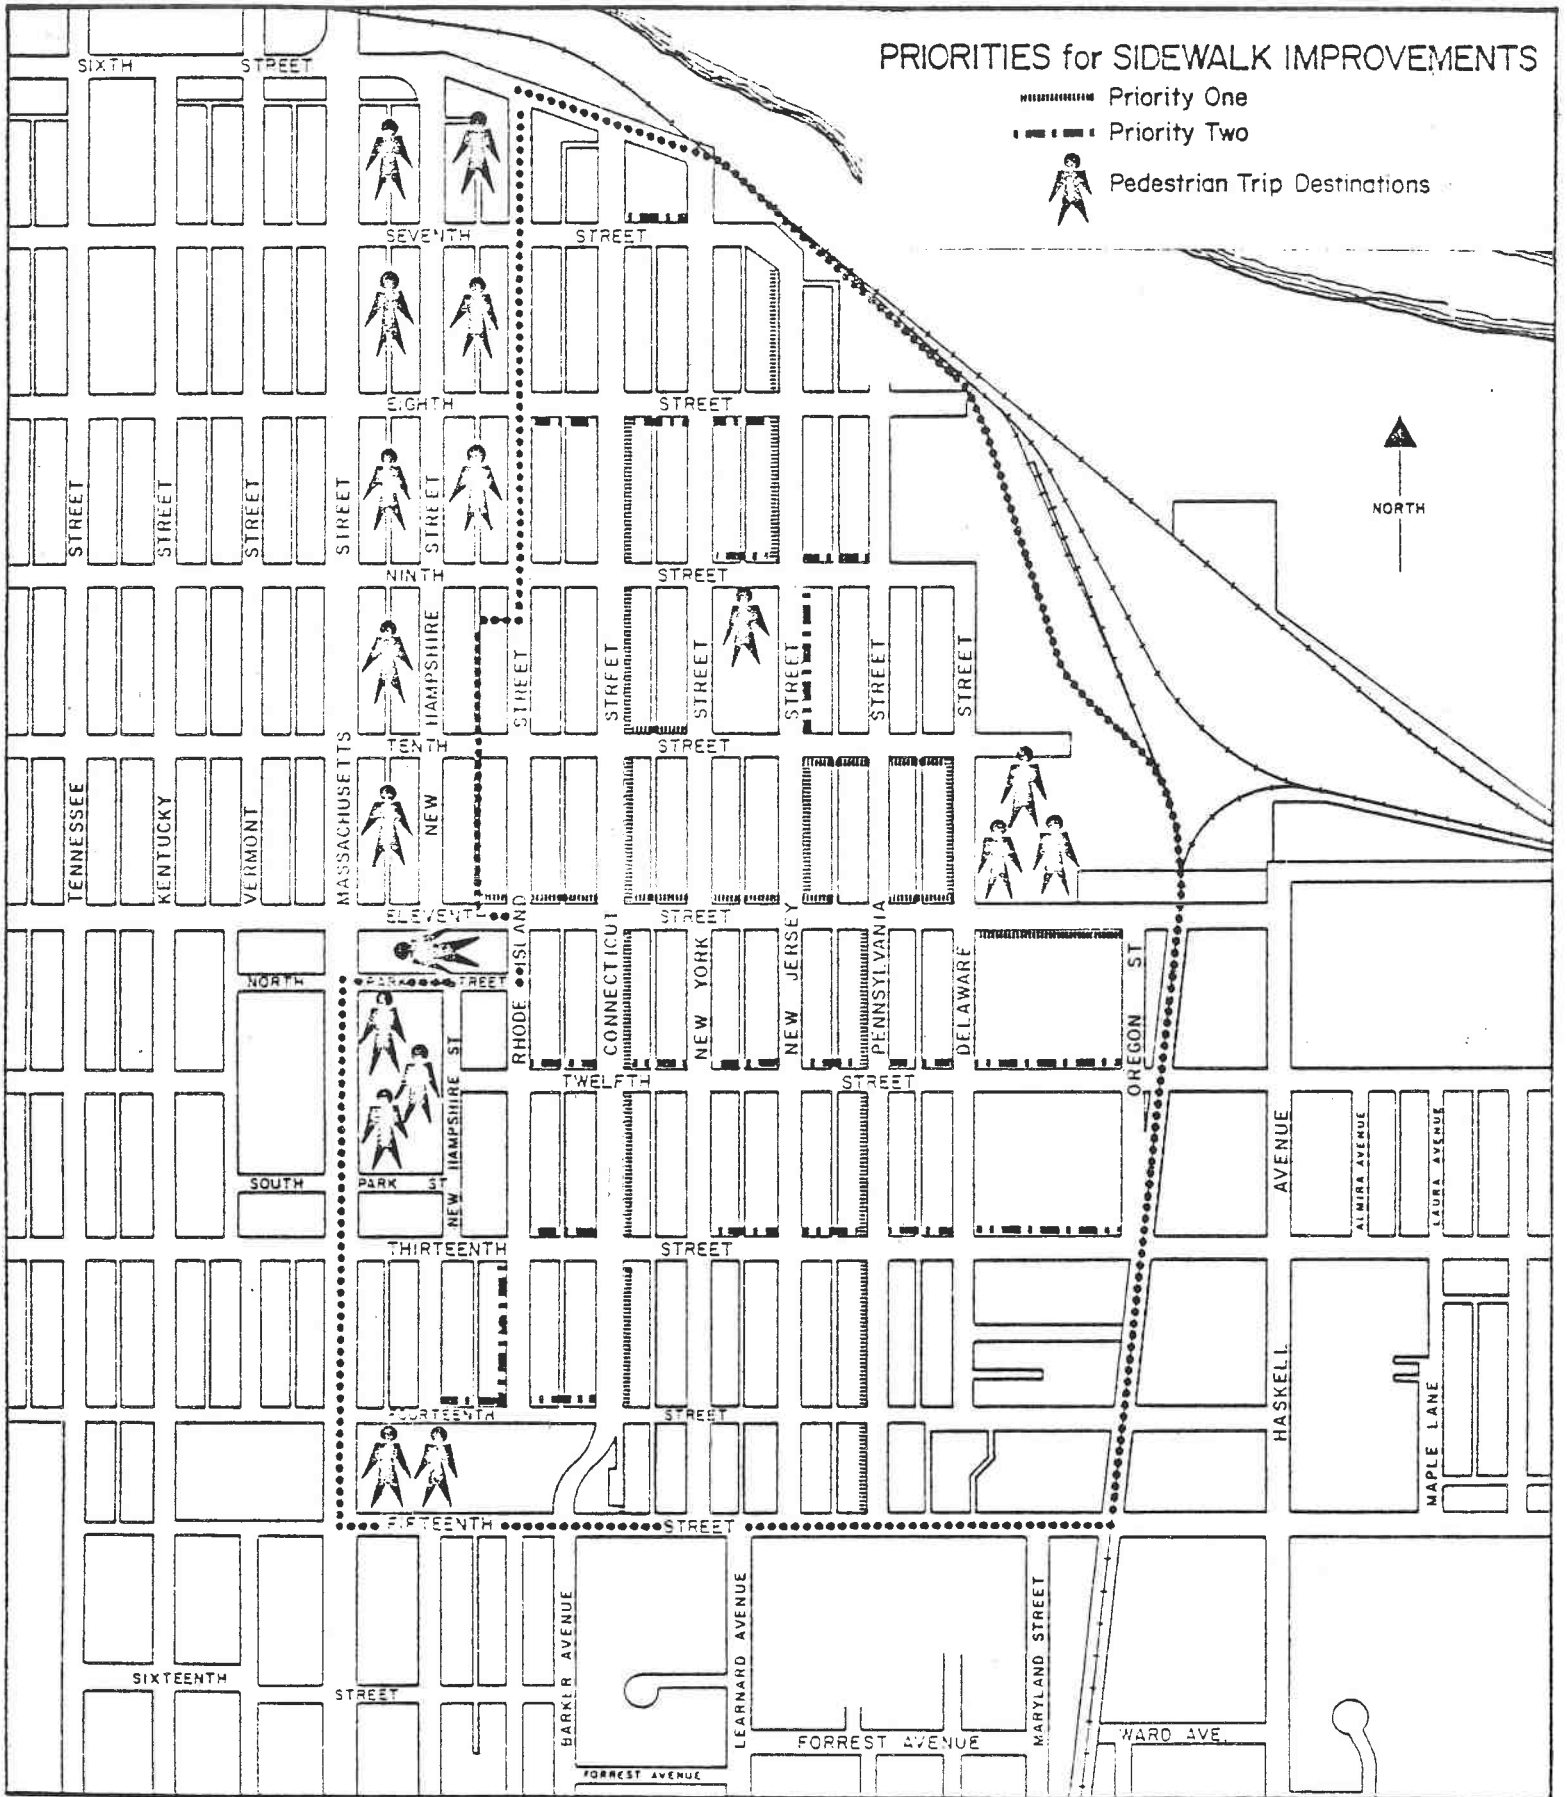 PRIORITIES for SIDEWALK IMPROVEMENTS
Priority One
Priority Two
Pedestrian Trip Destinations
NORTH
SIXTH STREET
SEVENTH STREET
EIGHTH STREET
STREET
STREET
STREET
STREET
STREET
NINTH STREET
HAMPSHIRE
STREET
STREET
STREET
STREET
STREET
STREET
TENTH STREET
TENNESSEE
KENTUCKY
VERMONT
MASSACHUSETTS
NEW
ELEVENTH STREET
NORTH PARK STREET
RHODE ISLAND
CONNECTICUT
NEW YORK
NEW JERSEY
PENNSYLVANIA
DELAWARE
OREGON ST
NEW HAMPSHIRE ST
TWELFTH STREET
SOUTH PARK ST
AVENUE
ALMIRA AVENUE
LAURA AVENUE
THIRTEENTH STREET
HASKELL
MAPLE LANE
FOURTEENTH STREET
FIFTEENTH STREET
BARKER AVENUE
LEARNARD AVENUE
MARYLAND STREET
SIXTEENTH STREET
FORREST AVENUE
WARD AVE.
FORREST AVENUE